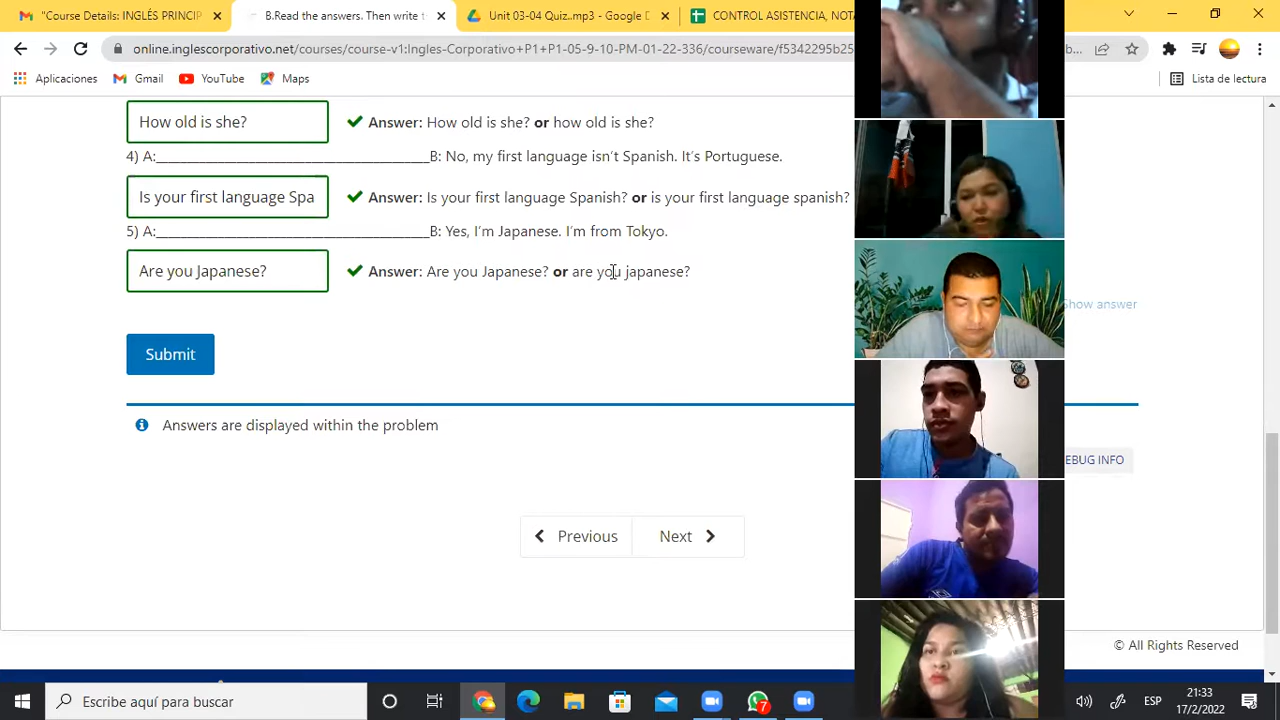 "Course Details: INGLÉS PRINCIP
B.Read the answers. Then write t
Unit 03-04 Quiz..mp3 - Google D
CONTROL ASISTENCIA, NOTA
online.inglescorporativo.net/courses/course-v1:Ingles-Corporativo+P1+P1-05-9-10-PM-01-22-336/courseware/f5342295b25
b...
Aplicaciones
Gmail
YouTube
Maps
Lista de lectura
How old is she?
Answer: How old is she? or how old is she?
4) A:________________________________________B: No, my first language isn't Spanish. It's Portuguese.
Is your first language Spa
Answer: Is your first language Spanish? or is your first language spanish?
5) A:________________________________________B: Yes, I'm Japanese. I'm from Tokyo.
Are you Japanese?
Answer: Are you Japanese? or are you japanese?
Show answer
Submit
Answers are displayed within the problem
EBUG INFO
Previous
Next
© All Rights Reserved
Escribe aquí para buscar
7
ESP
21:33
17/2/2022